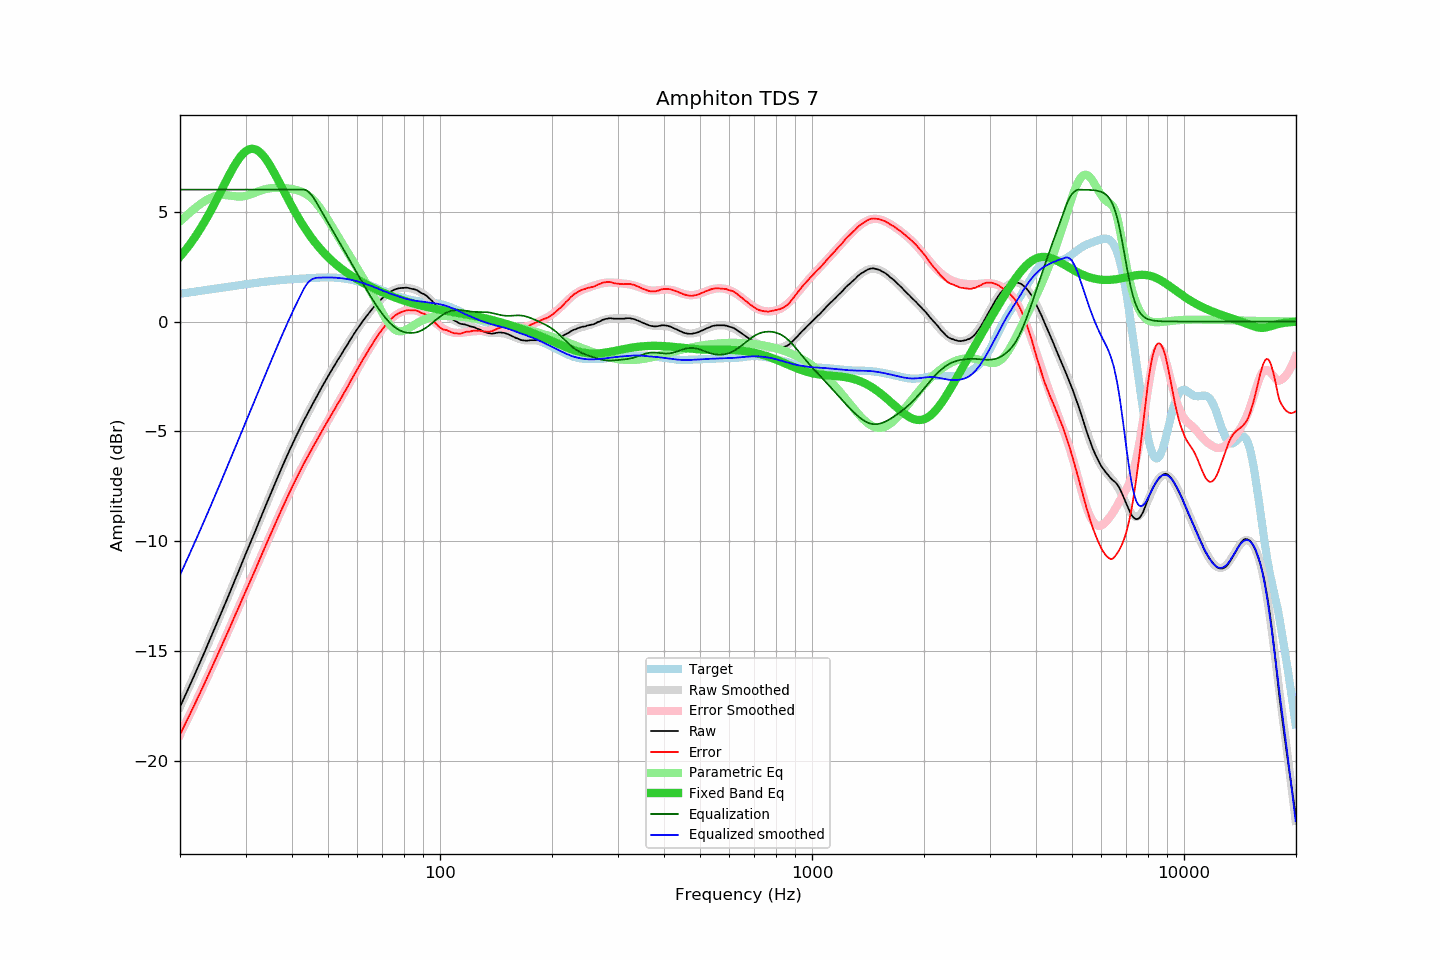 Amphiton TDS 7
Amplitude (dBr)
5
0
−5
−10
−15
−20
Target
Raw Smoothed
Error Smoothed
Raw
Error
Parametric Eq
Fixed Band Eq
Equalization
Equalized smoothed
100
1000
10000
Frequency (Hz)